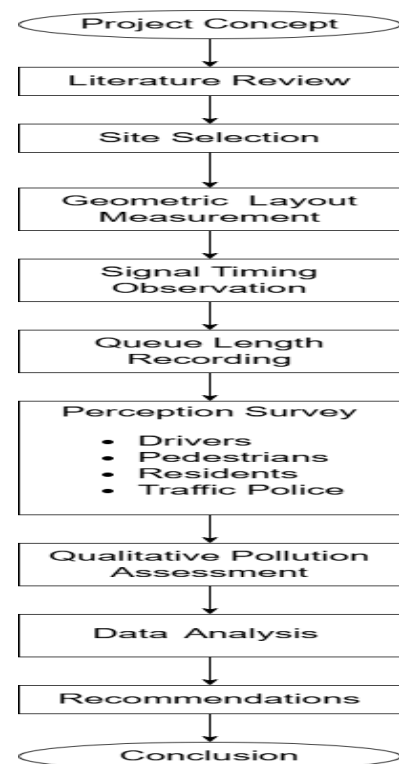 Project Concept
Literature Review
Site Selection
Geometric Layout
Measurement
Signal Timing
Observation
Queue Length
Recording
Perception Survey
• Drivers
• Pedestrians
• Residents
• Traffic Police
Qualitative Pollution
Assessment
Data Analysis
Recommendations
Conclusion